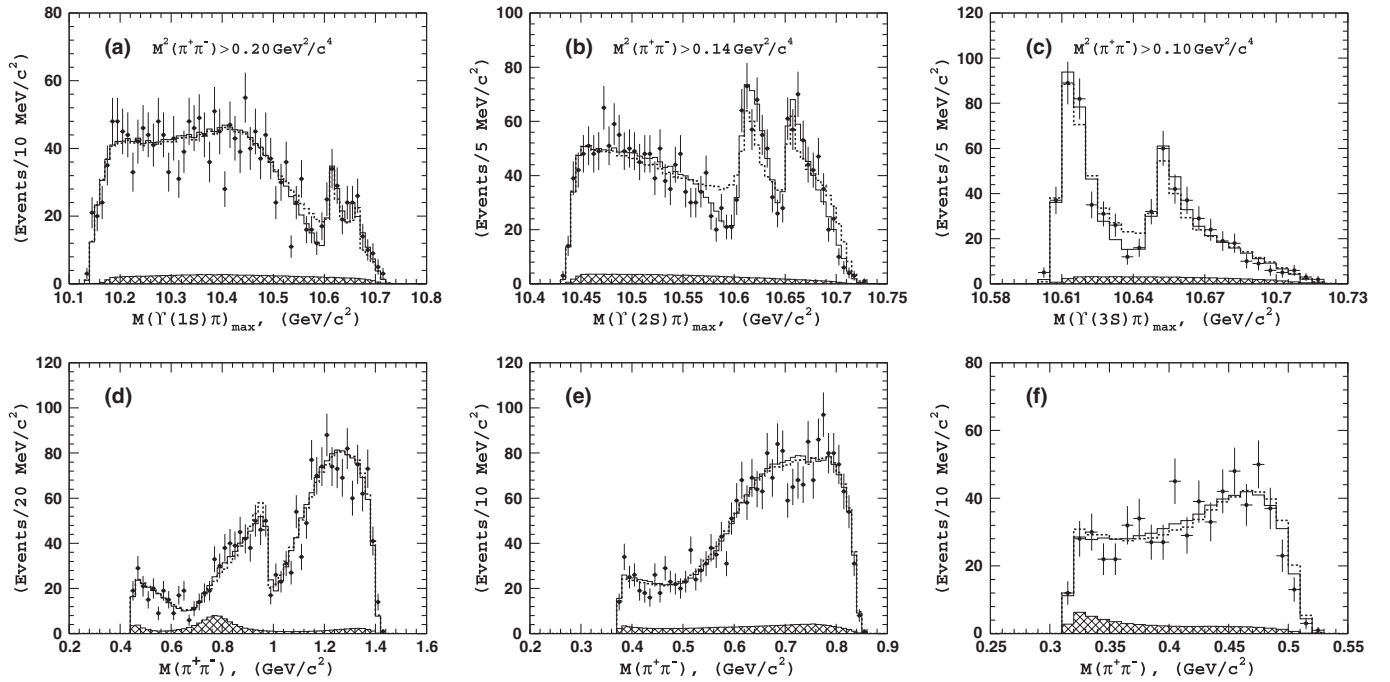 (a) M²(π⁺π⁻)>0.20GeV²/c⁴
(Events/10 MeV/c²)
80
60
40
20
0
10.1 10.2 10.3 10.4 10.5 10.6 10.7 10.8
M(Υ(1S)π)max, (GeV/c²)
(b) M²(π⁺π⁻)>0.14GeV²/c⁴
(Events/5 MeV/c²)
100
80
60
40
20
0
10.4 10.45 10.5 10.55 10.6 10.65 10.7 10.75
M(Υ(2S)π)max, (GeV/c²)
(c) M²(π⁺π⁻)>0.10GeV²/c⁴
(Events/5 MeV/c²)
120
100
80
60
40
20
0
10.58 10.61 10.64 10.67 10.7 10.73
M(Υ(3S)π)max, (GeV/c²)
(d)
(Events/20 MeV/c²)
120
100
80
60
40
20
0
0.2 0.4 0.6 0.8 1 1.2 1.4 1.6
M(π⁺π⁻), (GeV/c²)
(e)
(Events/10 MeV/c²)
120
100
80
60
40
20
0
0.2 0.3 0.4 0.5 0.6 0.7 0.8 0.9
M(π⁺π⁻), (GeV/c²)
(f)
(Events/10 MeV/c²)
80
60
40
20
0
0.25 0.3 0.35 0.4 0.45 0.5 0.55
M(π⁺π⁻), (GeV/c²)